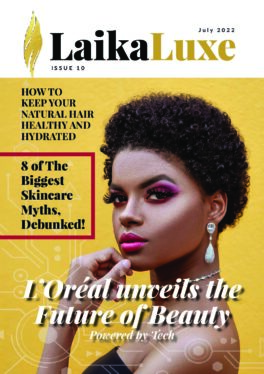 July 2022
LaikaLuxe
ISSUE 10
HOW TO
KEEP YOUR
NATURAL HAIR
HEALTHY AND
HYDRATED
8 of The
Biggest
Skincare
Myths,
Debunked!
L'Oréal unveils the
Future of Beauty
Powered by Tech